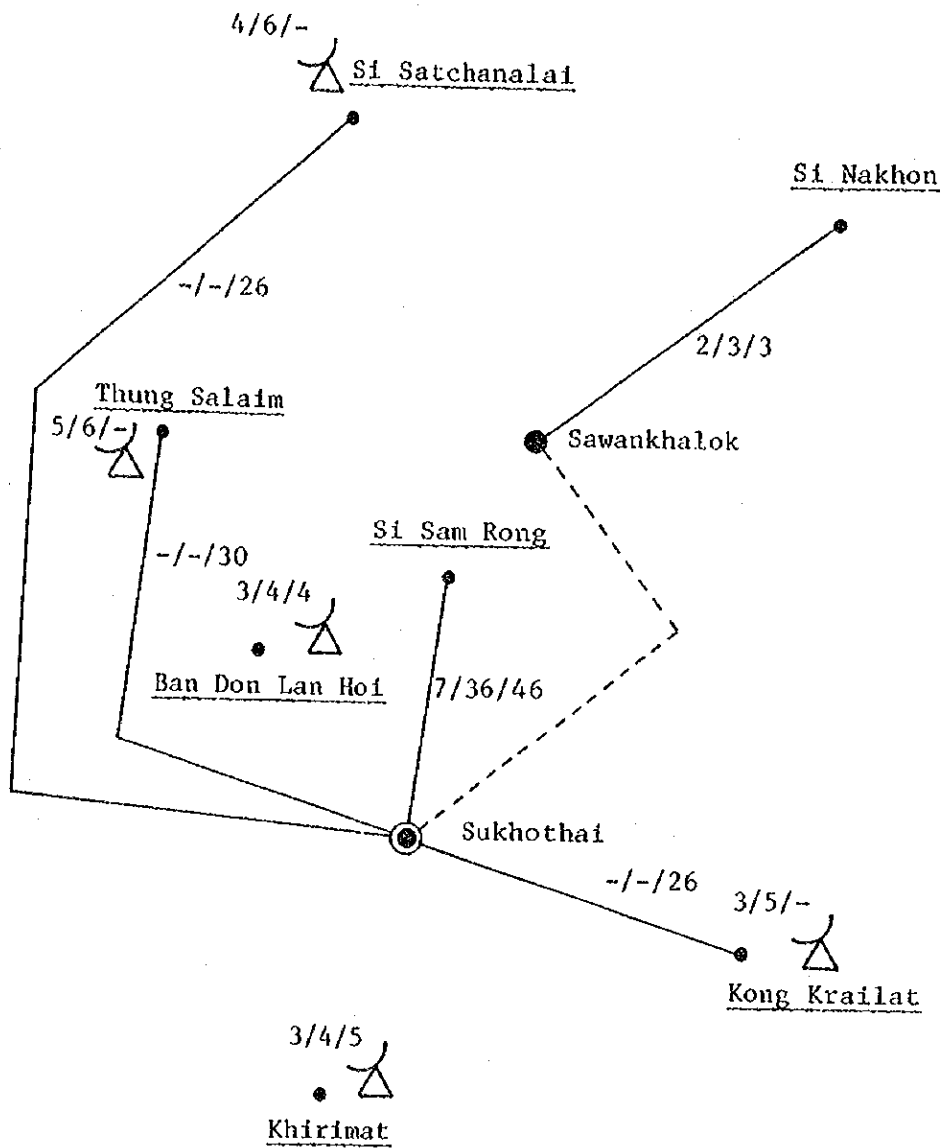 4/6/-
Si Satchanalai
Si Nakhon
-/-/26
2/3/3
Thung Salaim
5/6/-
Sawankhalok
Si Sam Rong
-/-/30
3/4/4
Ban Don Lan Hoi
7/36/46
Sukhothai
-/-/26
3/5/-
Kong Krailat
3/4/5
Khirimat